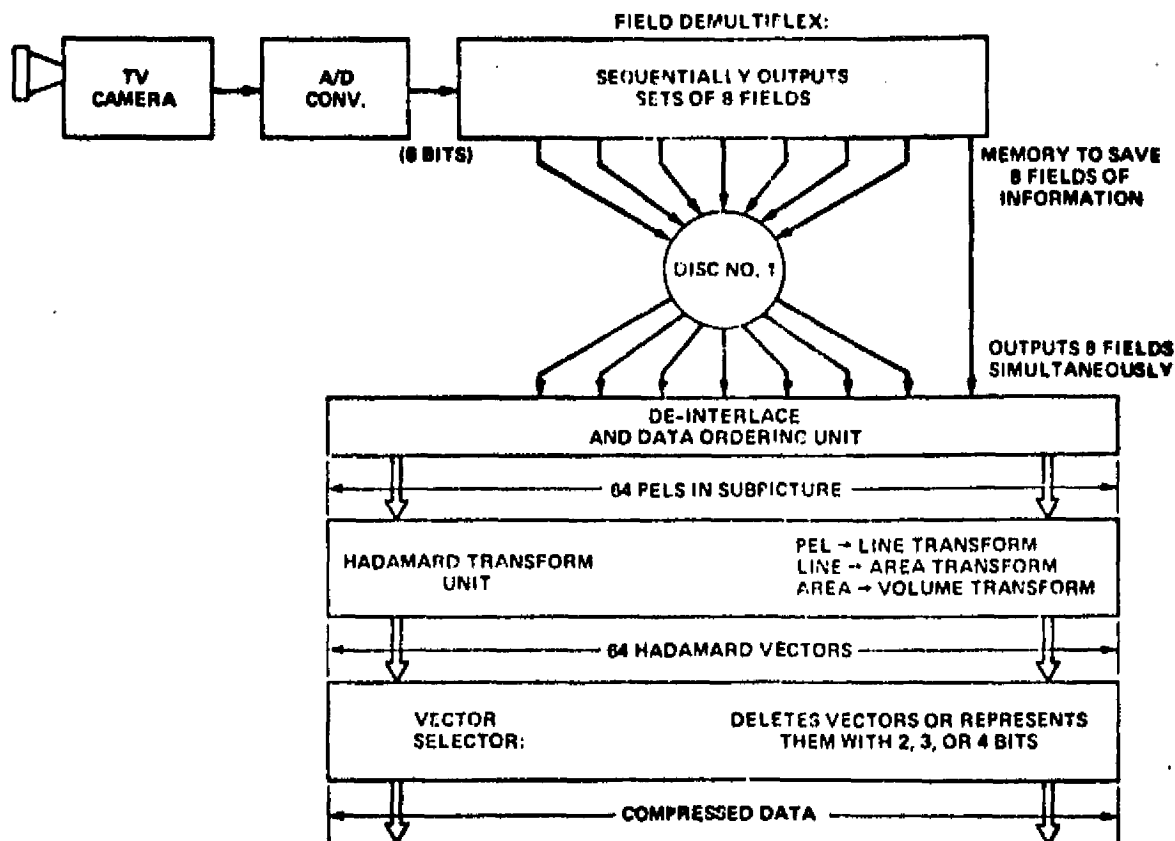 FIELD DEMULTIPLEX:
TV
CAMERA
A/D
CONV.
SEQUENTIALLY OUTPUTS
SETS OF 8 FIELDS
(6 BITS)
MEMORY TO SAVE
8 FIELDS OF
INFORMATION
DISC NO. 1
OUTPUTS 8 FIELDS
SIMULTANEOUSLY
DE-INTERLACE
AND DATA ORDERING UNIT
64 PELS IN SUBPICTURE
HADAMARD TRANSFORM
UNIT
PEL → LINE TRANSFORM
LINE → AREA TRANSFORM
AREA → VOLUME TRANSFORM
64 HADAMARD VECTORS
VECTOR
SELECTOR:
DELETES VECTORS OR REPRESENTS
THEM WITH 2, 3, OR 4 BITS
COMPRESSED DATA